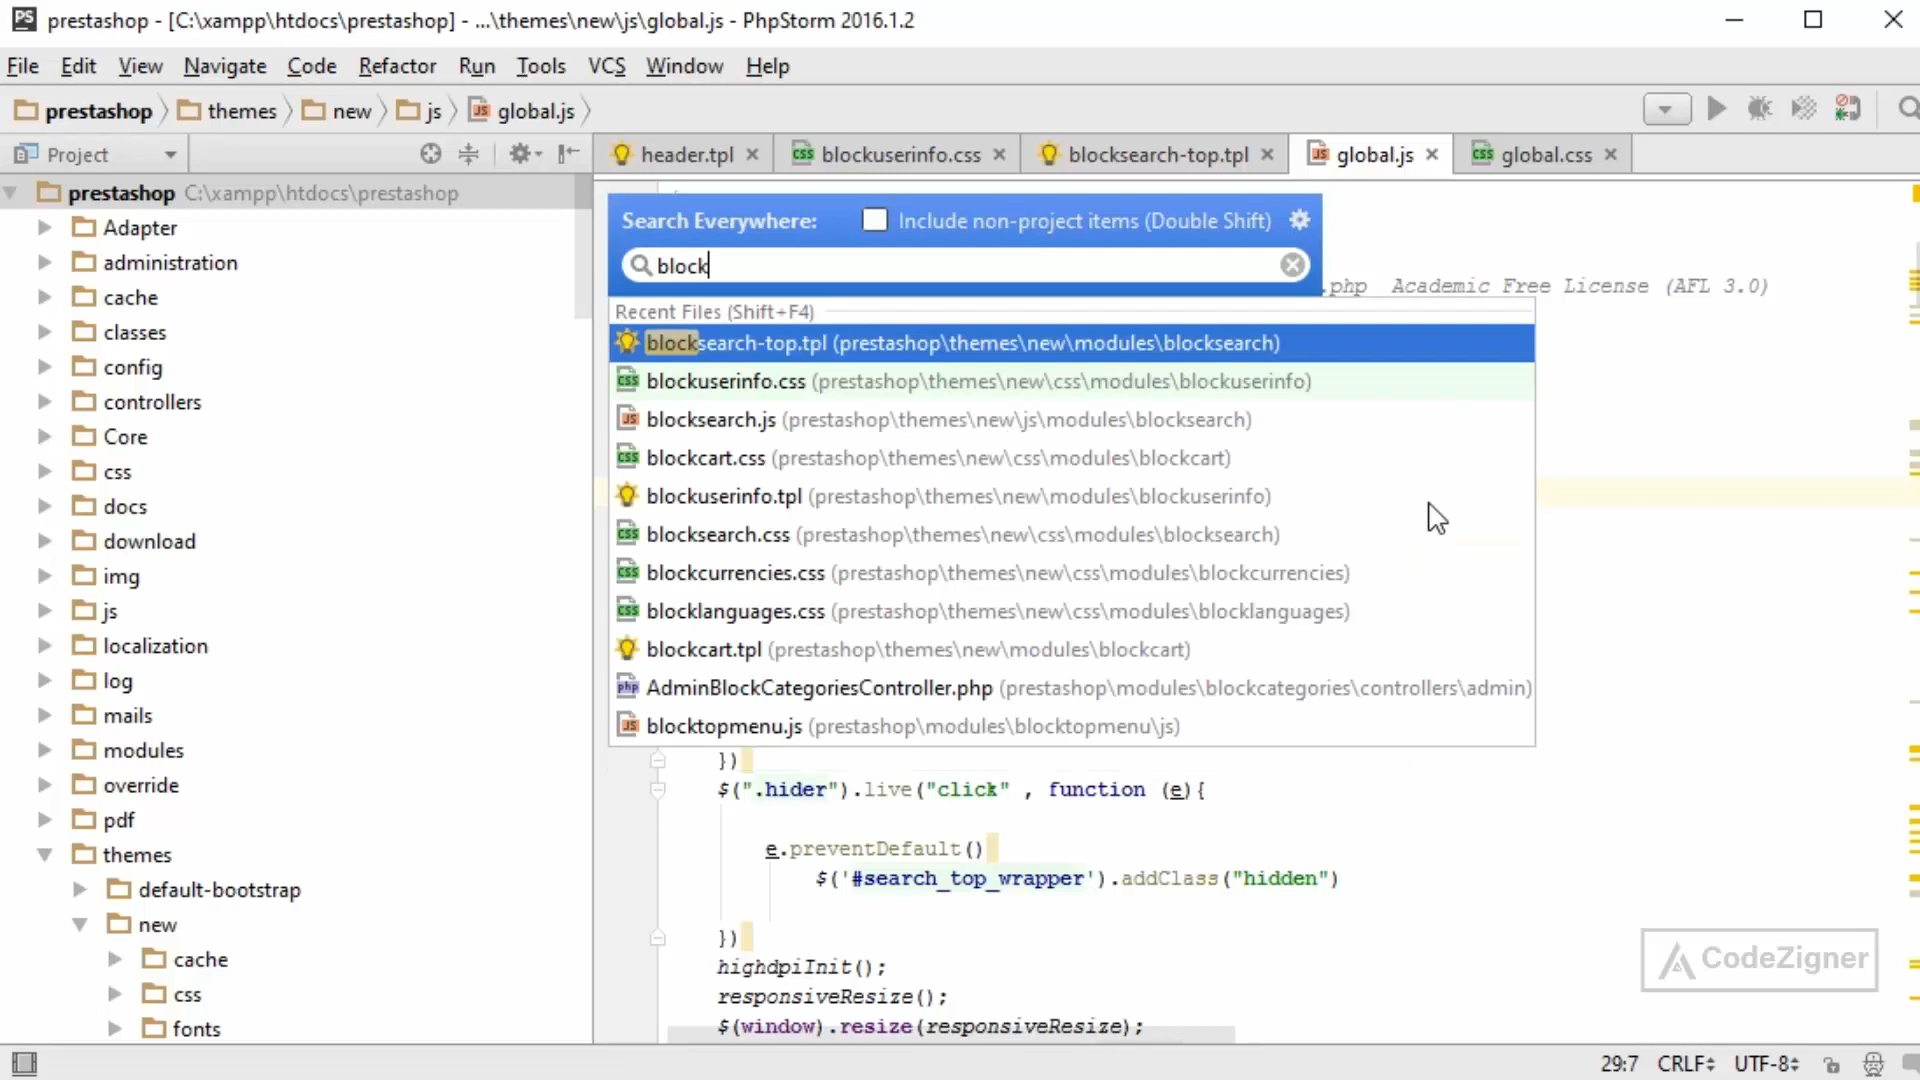 prestashop - [C:\xampp\htdocs\prestashop] - ...\themes\new\js\global.js - PhpStorm 2016.1.2
File Edit View Navigate Code Refactor Run Tools VCS Window Help
prestashop themes new js global.js
Project
header.tpl blockuserinfo.css blocksearch-top.tpl global.js global.css
prestashop C:\xampp\htdocs\prestashop
Adapter
administration
cache
classes
config
controllers
Core
css
docs
download
img
js
localization
log
mails
modules
override
pdf
themes
default-bootstrap
new
cache
css
fonts
Search Everywhere: Include non-project items (Double Shift)
block
.php Academic Free License (AFL 3.0)
Recent Files (Shift+F4)
blocksearch-top.tpl (prestashop\themes\new\modules\blocksearch)
blockuserinfo.css (prestashop\themes\new\css\modules\blockuserinfo)
blocksearch.js (prestashop\themes\new\js\modules\blocksearch)
blockcart.css (prestashop\themes\new\css\modules\blockcart)
blockuserinfo.tpl (prestashop\themes\new\modules\blockuserinfo)
blocksearch.css (prestashop\themes\new\css\modules\blocksearch)
blockcurrencies.css (prestashop\themes\new\css\modules\blockcurrencies)
blocklanguages.css (prestashop\themes\new\css\modules\blocklanguages)
blockcart.tpl (prestashop\themes\new\modules\blockcart)
AdminBlockCategoriesController.php (prestashop\modules\blockcategories\controllers\admin)
blocktopmenu.js (prestashop\modules\blocktopmenu\js)
})
$(".hider").live("click" , function (e){
e.preventDefault()
$('#search_top_wrapper').addClass("hidden")
})
highdpiInit();
responsiveResize();
$(window).resize(responsiveResize);
CodeZigner
29:7 CRLF UTF-8